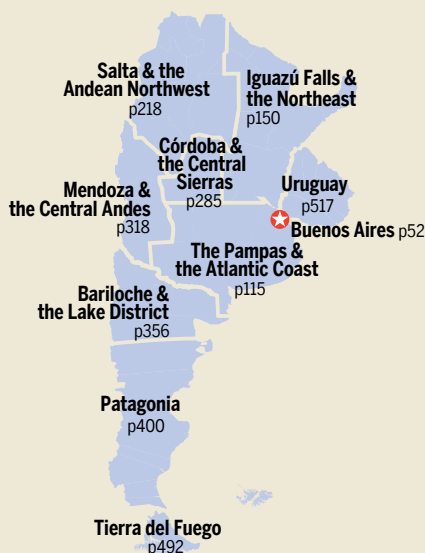 Salta & the
Andean Northwest
p218
Iguazú Falls &
the Northeast
p150
Córdoba &
the Central
Sierras
p285
Uruguay
p517
Mendoza &
the Central Andes
p318
Buenos Aires p52
The Pampas &
the Atlantic Coast
p115
Bariloche &
the Lake District
p356
Patagonia
p400
Tierra del Fuego
p492